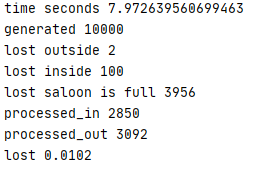 time seconds 7.972639560699463
generated 10000
lost outside 2
lost inside 100
lost saloon is full 3956
processed_in 2850
processed_out 3092
lost 0.0102